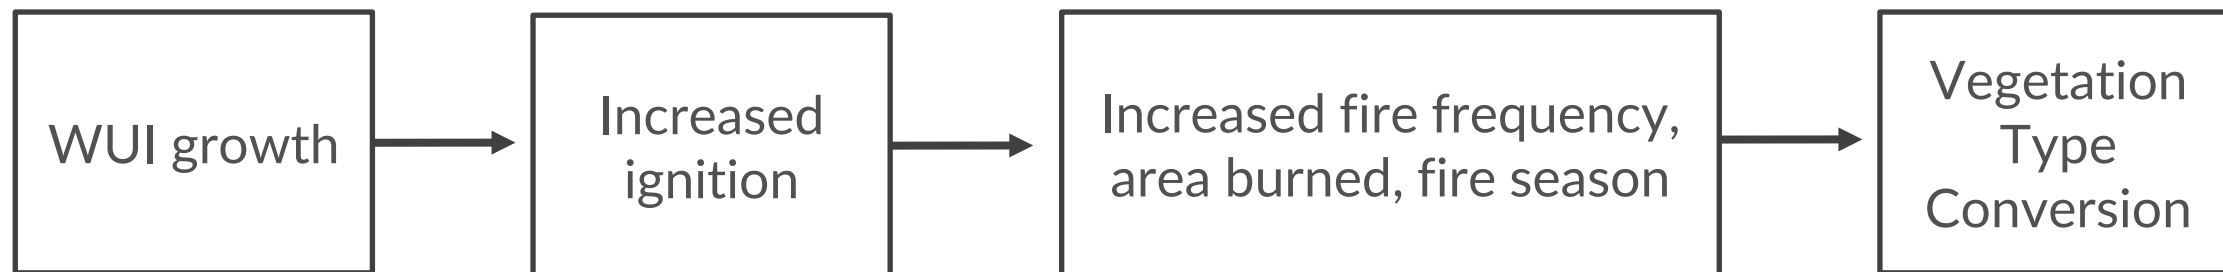 WUI growth
Increased
ignition
Increased fire frequency,
area burned, fire season
Vegetation
Type
Conversion